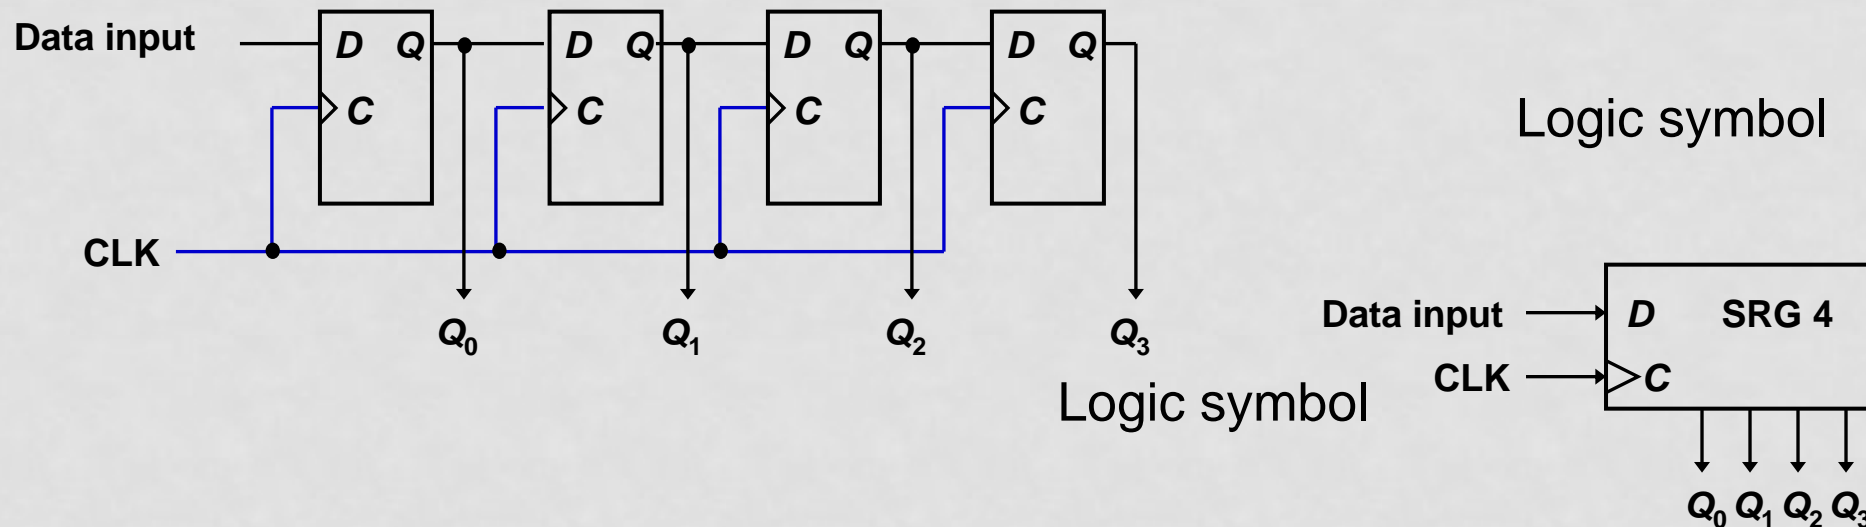 Data input D Q D Q D Q D Q
C C C C
Logic symbol
CLK
Q0 Q1 Q2 Q3
Data input D SRG 4
CLK C
Logic symbol
Q0 Q1 Q2 Q3